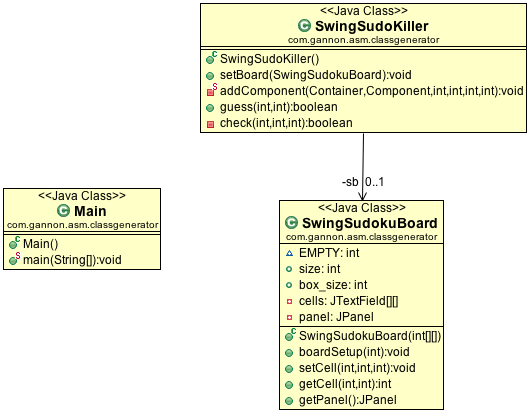 <<Java Class>>
SwingSudoKiller
com.gannon.asm.classgenerator
SwingSudoKiller()
setBoard(SwingSudokuBoard):void
addComponent(Container,Component,int,int,int,int):void
guess(int,int):boolean
check(int,int,int):boolean
-sb 0..1
<<Java Class>>
Main
com.gannon.asm.classgenerator
Main()
main(String[]):void
<<Java Class>>
SwingSudokuBoard
com.gannon.asm.classgenerator
EMPTY: int
size: int
box_size: int
cells: JTextField[][]
panel: JPanel
SwingSudokuBoard(int[][])
boardSetup(int):void
setCell(int,int,int):void
getCell(int,int):int
getPanel():JPanel